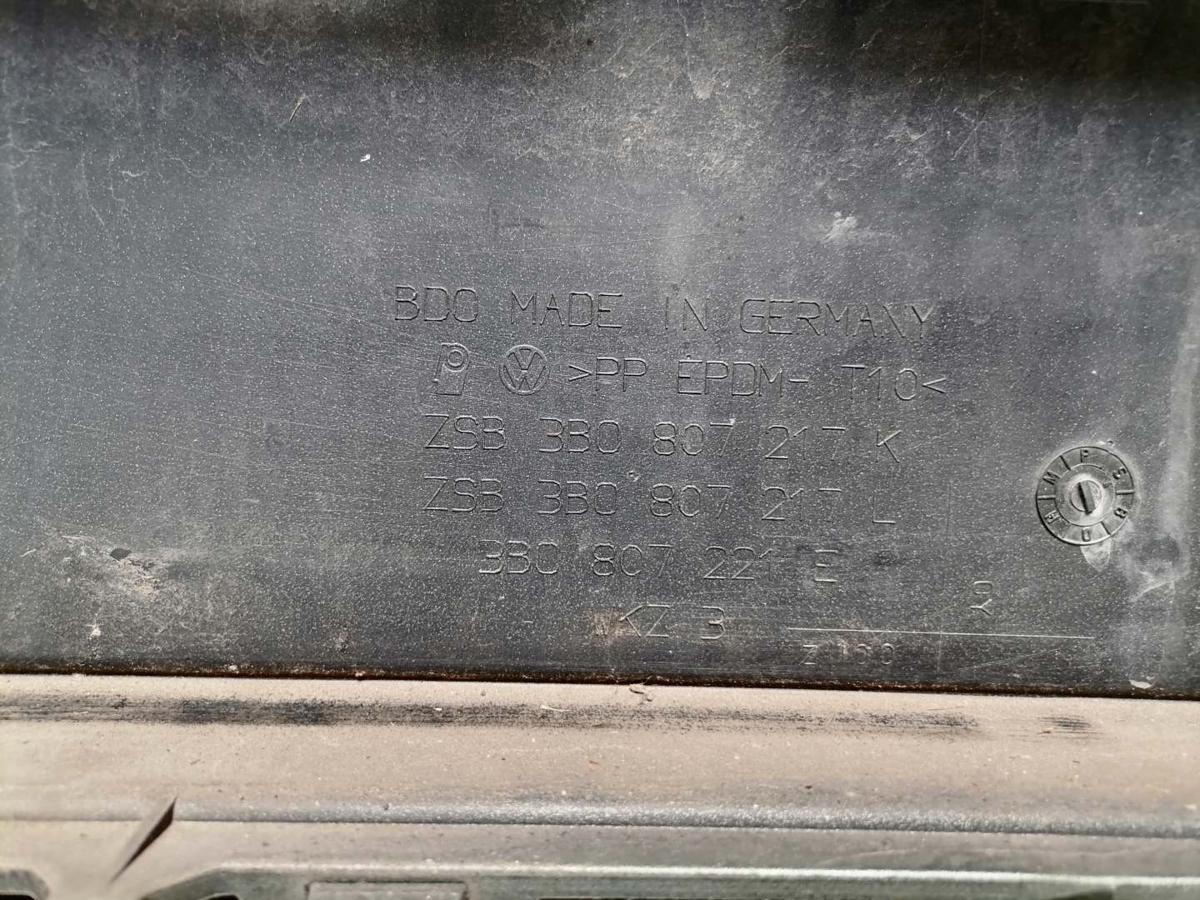 BDO MADE IN GERMANY
VW >PP EPDM- T10<
ZSB 3B0 807 217 K
ZSB 3B0 807 217 L
3B0 807 221 E
KZ 3